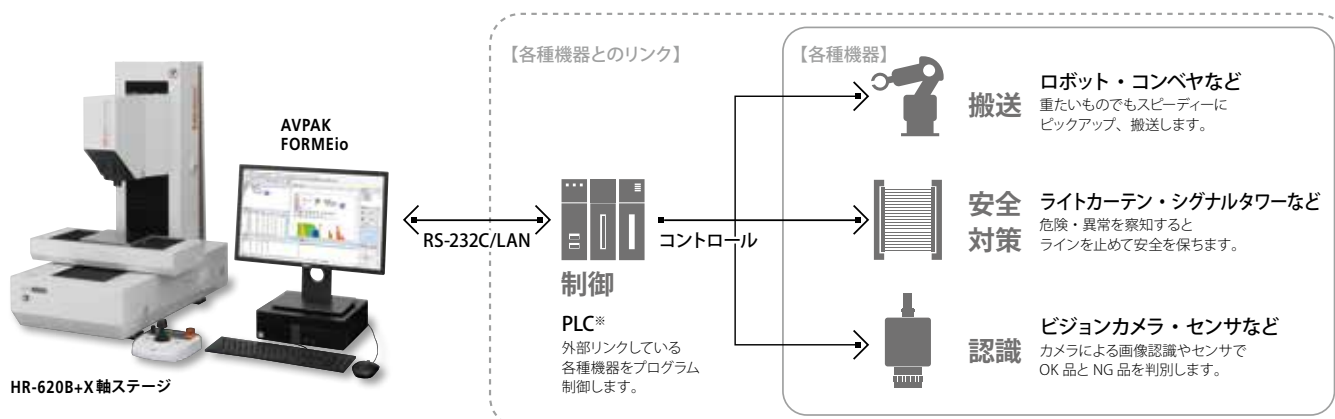 AVPAK
FORMEio
HR-620B+X軸ステージ
RS-232C/LAN
【各種機器とのリンク】
制御
PLC※
外部リンクしている
各種機器をプログラム
制御します。
コントロール
【各種機器】
搬送
ロボット・コンベヤなど
重たいものでもスピーディーに
ピックアップ、搬送します。
安全
対策
ライトカーテン・シグナルタワーなど
危険・異常を察知すると
ラインを止めて安全を保ちます。
認識
ビジョンカメラ・センサなど
カメラによる画像認識やセンサで
OK品とNG品を判別します。